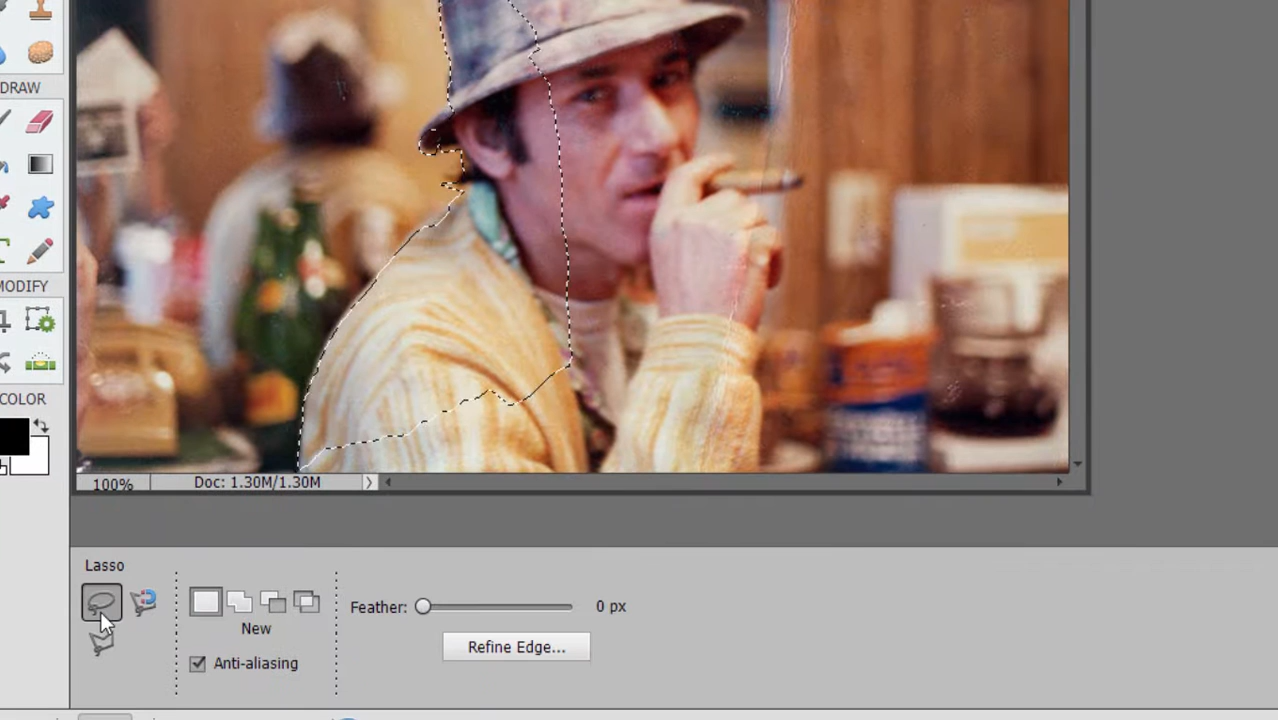 DRAW
MODIFY
COLOR
100%
Doc: 1.30M/1.30M
Lasso
New
Anti-aliasing
Feather:
0 px
Refine Edge...